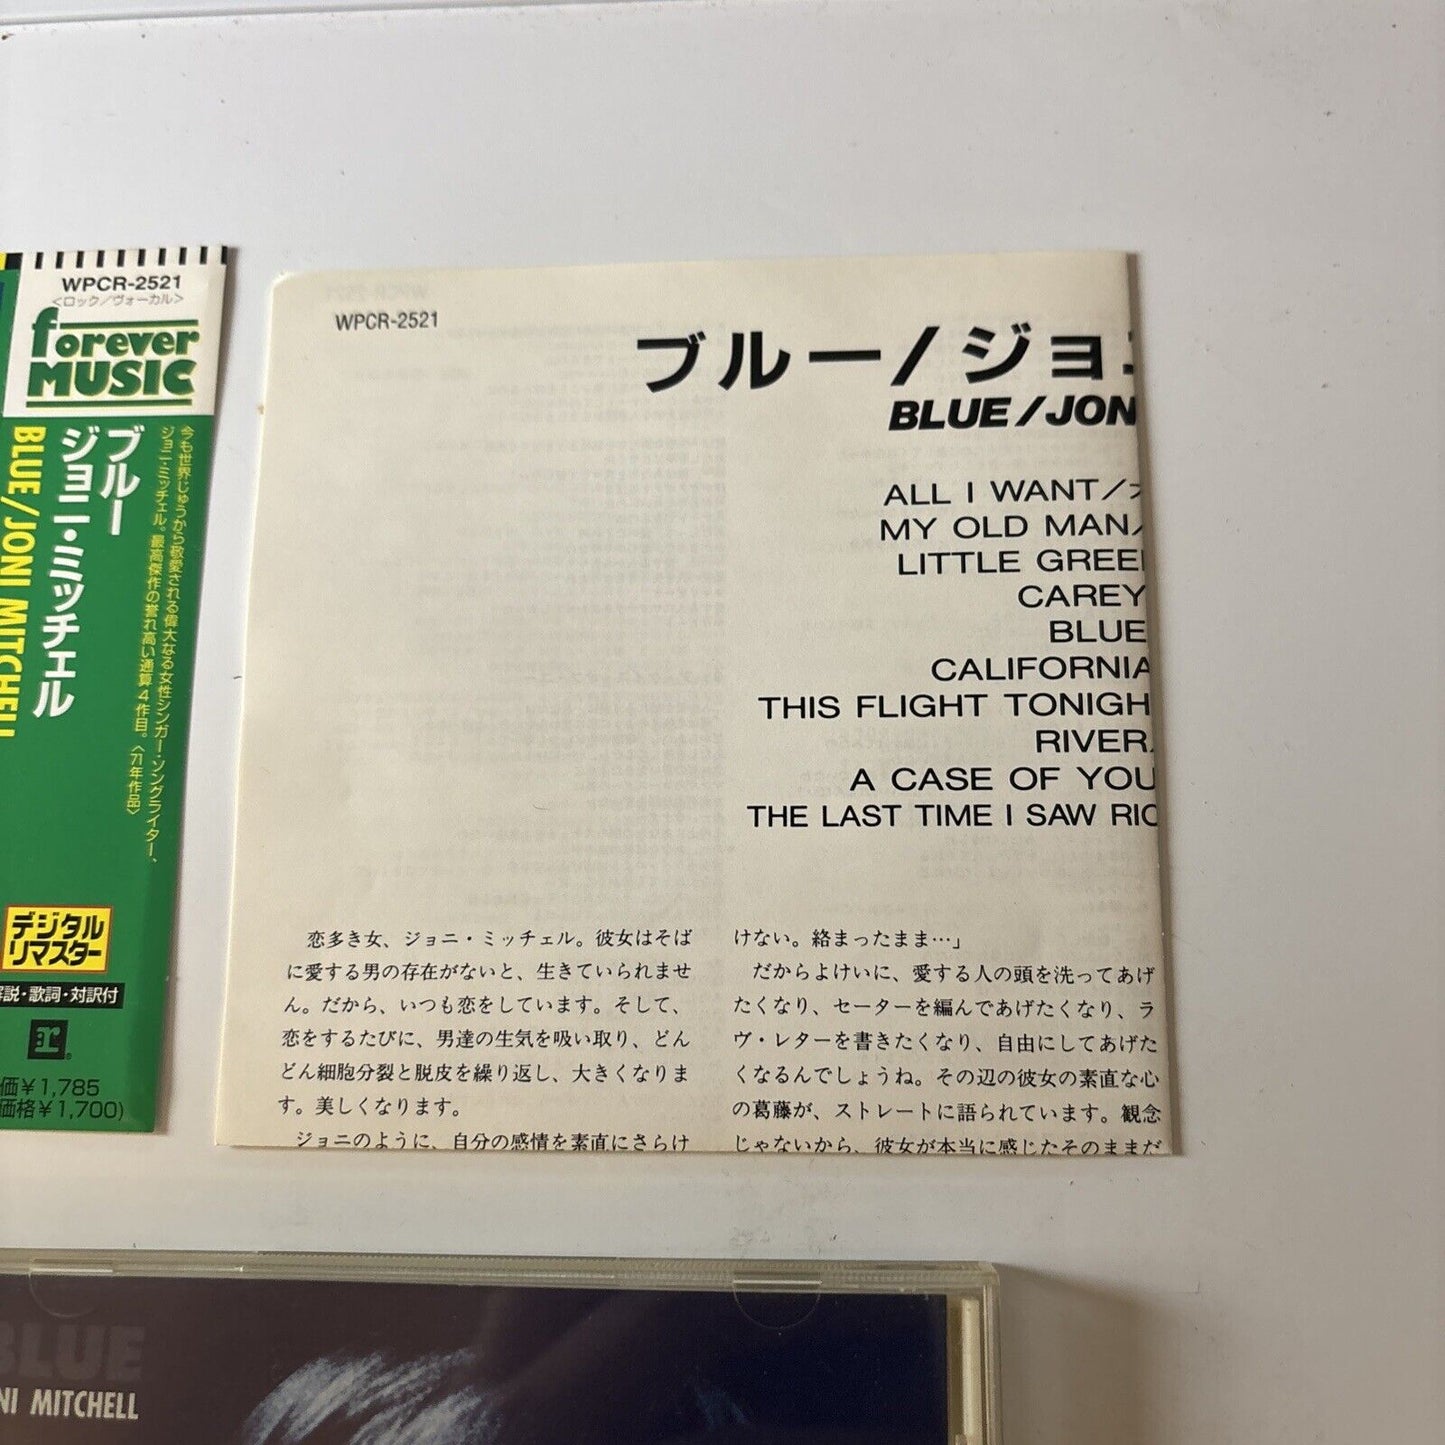 WPCR-2521
<ロック/ヴォーカル>
forever
MUSIC
今も世界じゅうから敬愛される偉大なる女性シンガー・ソングライター、
ジョニ・ミッチェル。最高傑作の誉れ高い通算4作目。〈71年作品〉
ブルー
ジョニ・ミッチェル
BLUE/JONI MITCHELL
デジタル
リマスター
解説・歌詞・対訳付
価¥1,785
価格¥1,700)
WPCR-2521
ブルー/ジョニ
BLUE/JON
ALL I WANT/オ
MY OLD MAN/
LITTLE GREE
CAREY
BLUE
CALIFORNIA
THIS FLIGHT TONIGH
RIVER
A CASE OF YOU
THE LAST TIME I SAW RIC
恋多き女、ジョニ・ミッチェル。彼女はそば
に愛する男の存在がないと、生きていられませ
ん。だから、いつも恋をしています。そして、
恋をするたびに、男達の生気を吸い取り、どん
どん細胞分裂と脱皮を繰り返し、大きくなりま
す。美しくなります。
ジョニのように、自分の感情を素直にさらけ
けない。絡まったまま…」
だからよけいに、愛する人の頭を洗ってあげ
たくなり、セーターを編んであげたくなり、ラ
ヴ・レターを書きたくなり、自由にしてあげた
くなるんでしょうね。その辺の彼女の素直な心
の葛藤が、ストレートに語られています。観念
じゃないから、彼女が本当に感じたそのままだ
BLUE
NI MITCHELL